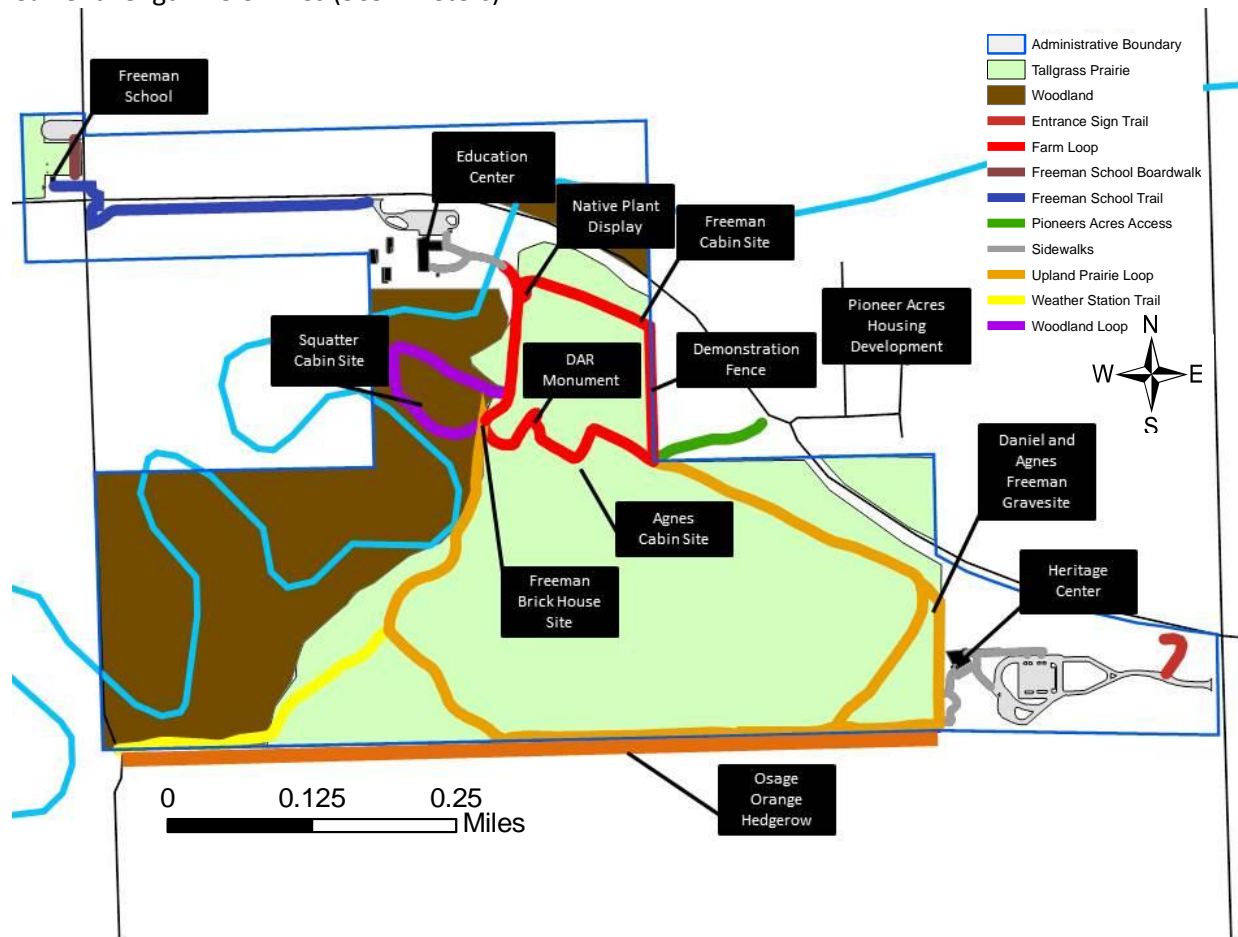 Freeman
School
Education
Center
Native Plant
Display
Freeman
Cabin Site
Squatter
Cabin Site
DAR
Monument
Demonstration
Fence
Pioneer Acres
Housing
Development
Agnes
Cabin Site
Freeman
Brick House
Site
Daniel and
Agnes
Freeman
Gravesite
Heritage
Center
Osage
Orange
Hedgerow
Administrative Boundary
Tallgrass Prairie
Woodland
Entrance Sign Trail
Farm Loop
Freeman School Boardwalk
Freeman School Trail
Pioneers Acres Access
Sidewalks
Upland Prairie Loop
Weather Station Trail
Woodland Loop
N
W E
S
0 0.125 0.25
Miles